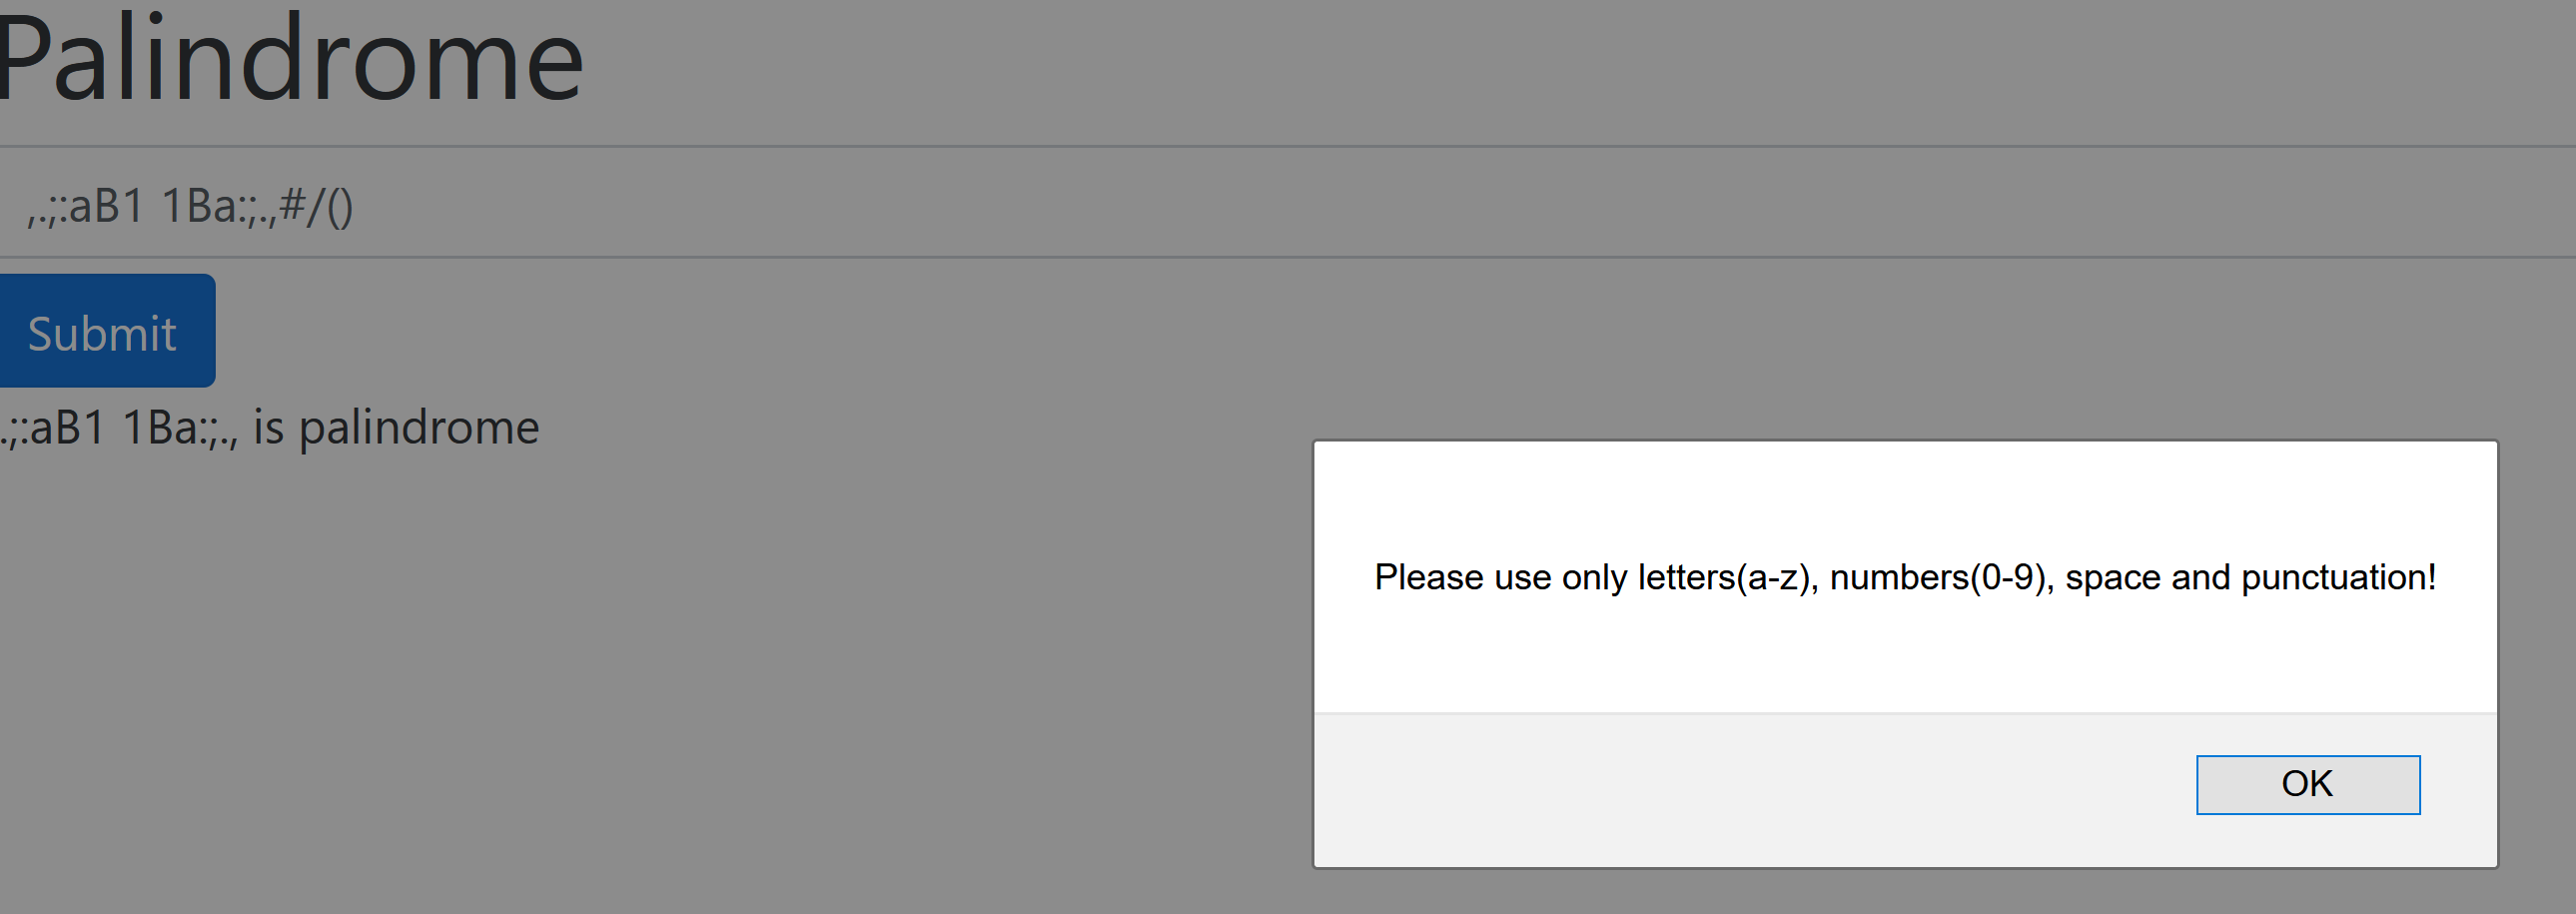 Palindrome
,.;:aB1 1Ba:;.,#/()
Submit
.;:aB1 1Ba:;., is palindrome
Please use only letters(a-z), numbers(0-9), space and punctuation!
OK